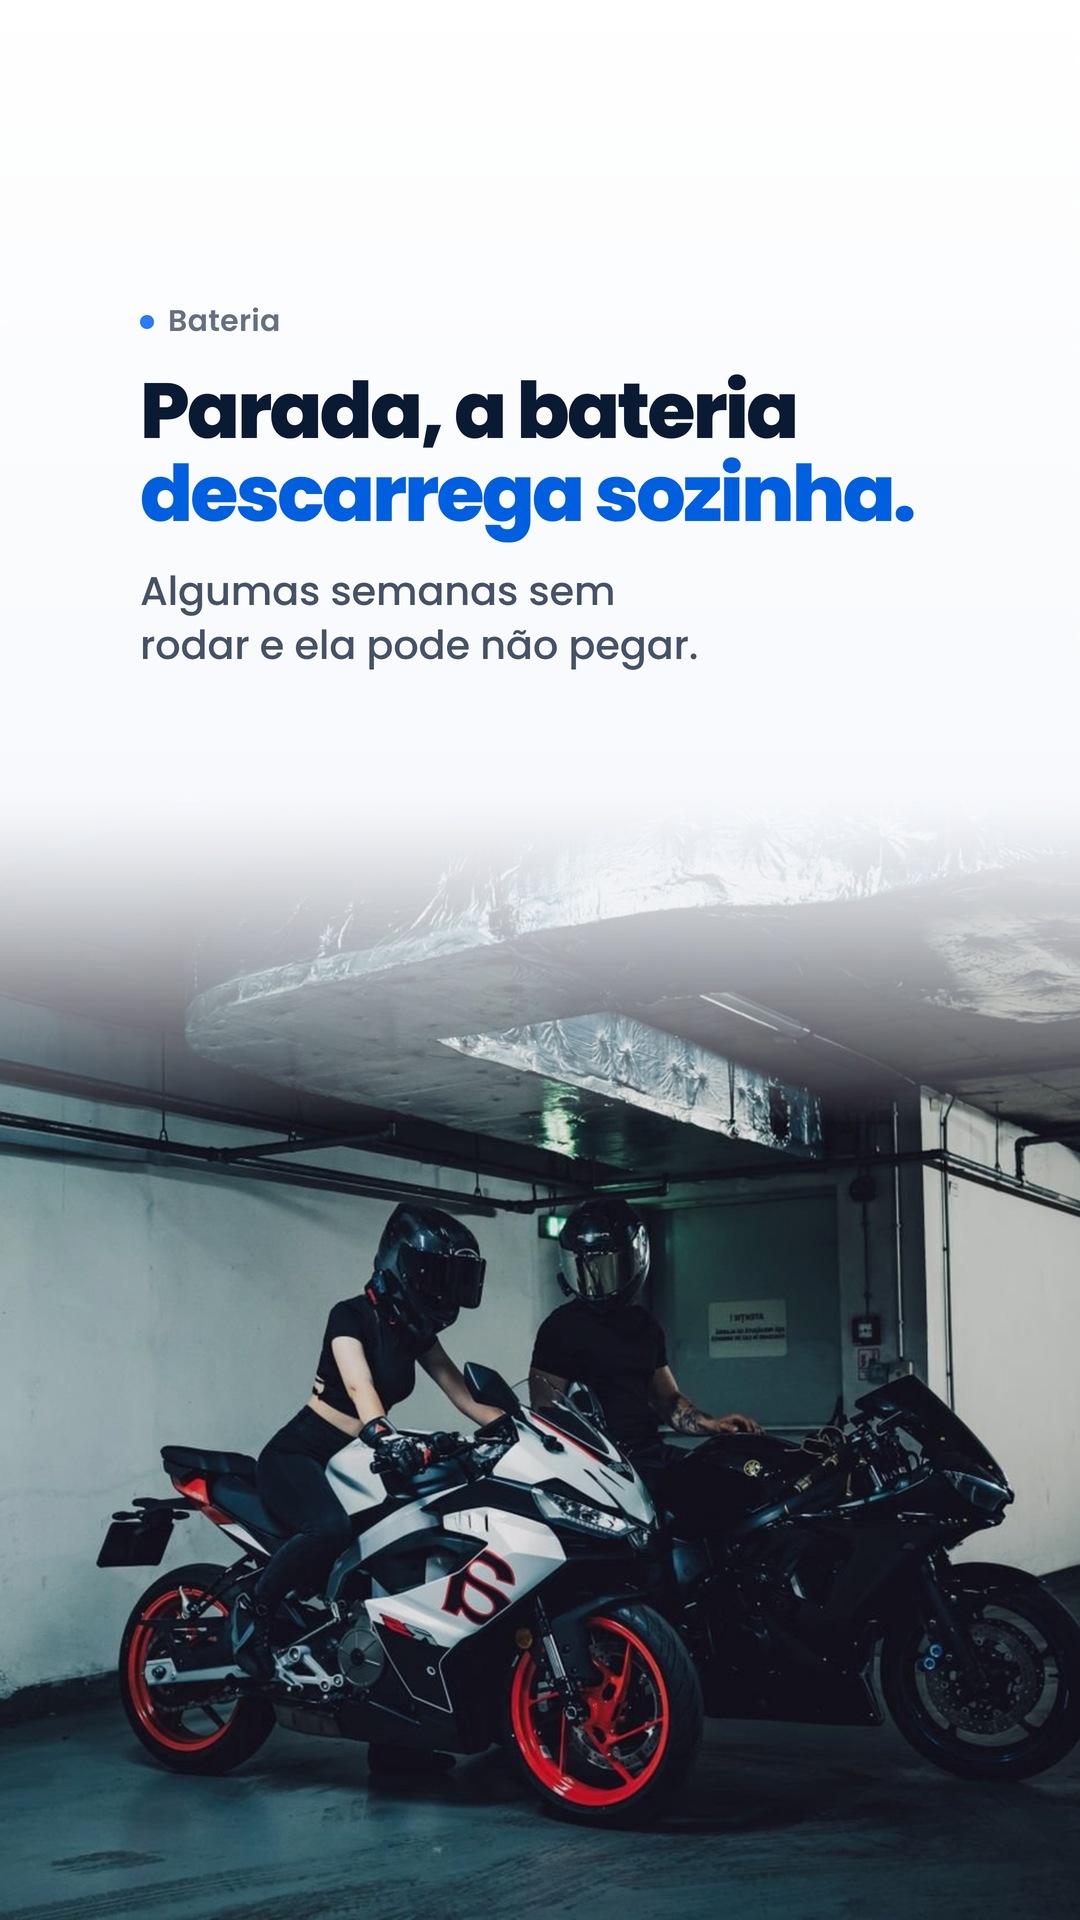 Bateria
Parada, a bateria
descarrega sozinha.
Algumas semanas sem
rodar e ela pode não pegar.